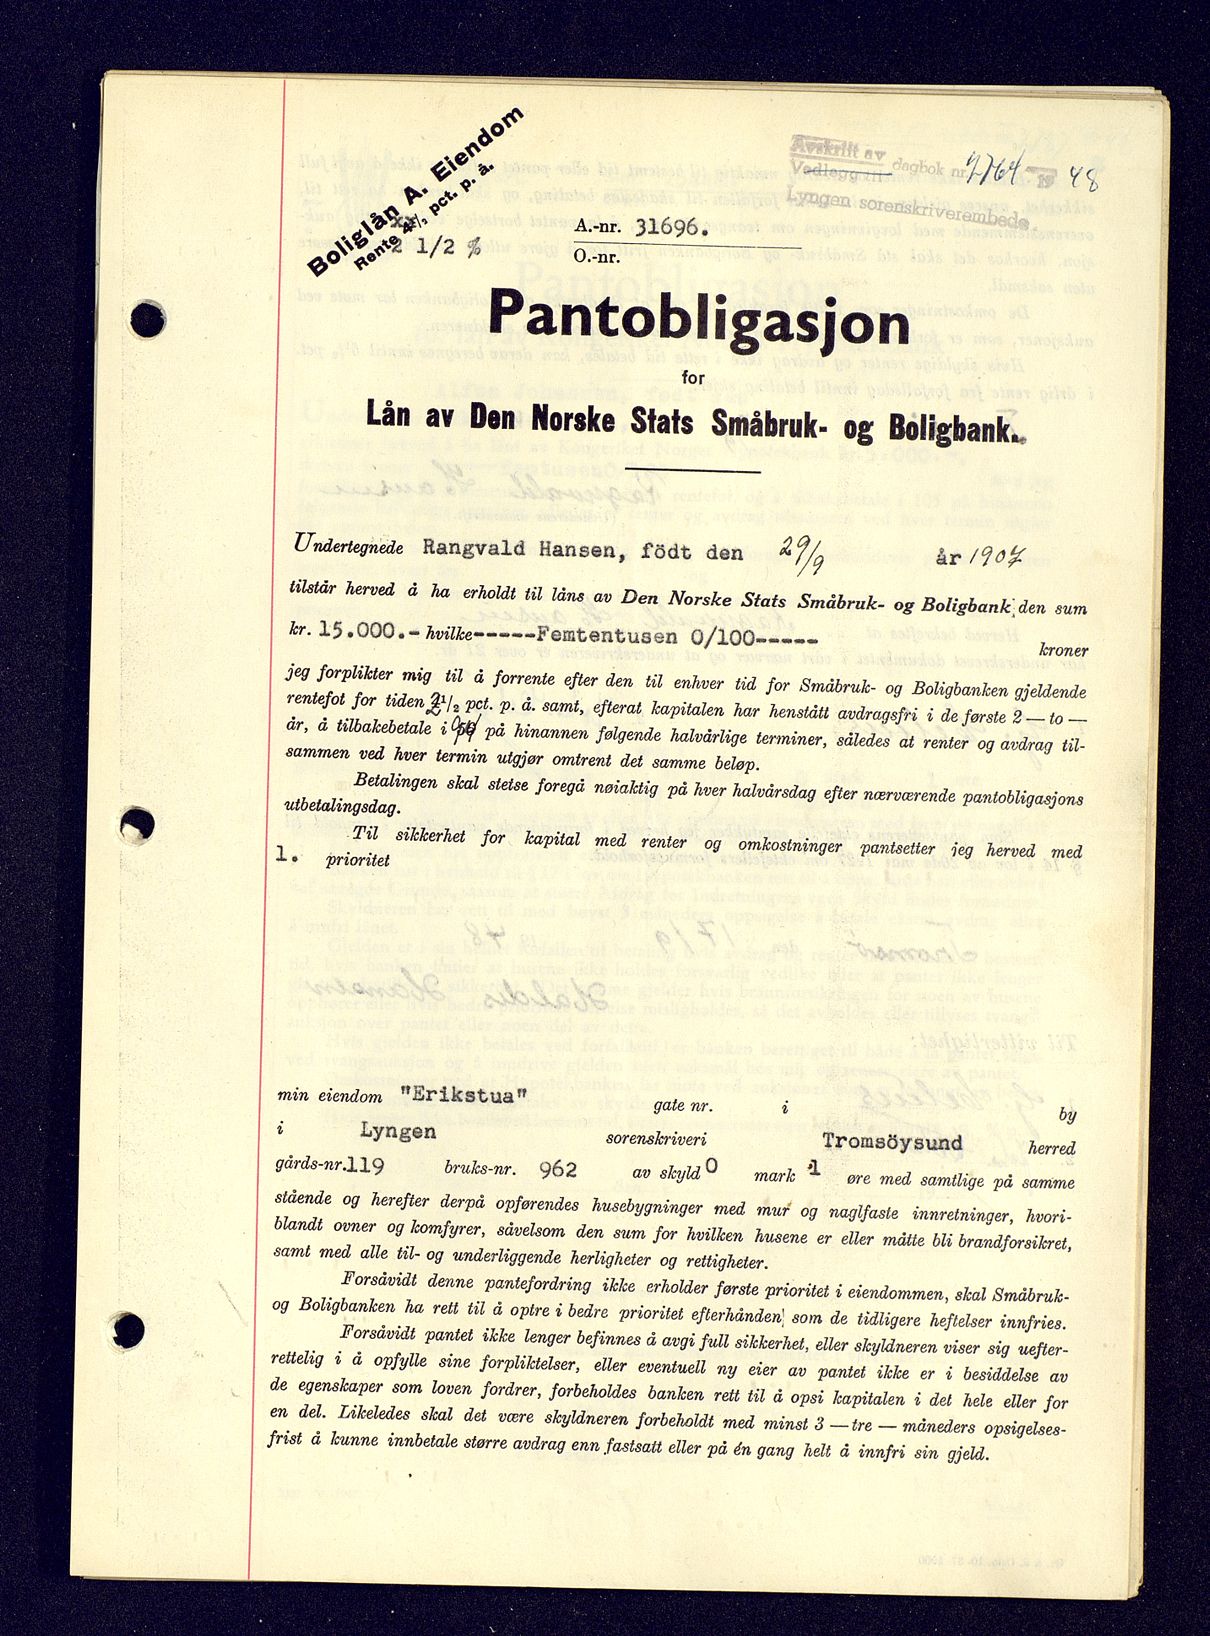 Boliglån A. Eiendom
Rente 4 1/2 pct. p. å.
2 1/2 %
Avskrift av
Vedlegg til dagbok nr. 2764 19 48
Lyngen sorenskriverembede
A.-nr. 31696.
O.-nr.
Pantobligasjon
for
Lån av Den Norske Stats Småbruk- og Boligbank.
Undertegnede Rangvald Hansen, födt den 29/9 år 1907
tilstår herved å ha erholdt til låns av Den Norske Stats Småbruk- og Boligbank den sum
kr. 15.000.- hvilke-----Femtentusen 0/100----- kroner
jeg forplikter mig til å forrente efter den til enhver tid for Småbruk- og Boligbanken gjeldende
rentefot for tiden 2 1/2 pct. p. å. samt, efterat kapitalen har henstått avdragsfri i de første 2 — to —
år, å tilbakebetale i på hinannen følgende halvårlige terminer, således at renter og avdrag til-
sammen ved hver termin utgjør omtrent det samme beløp.
Betalingen skal stetse foregå nøiaktig på hver halvårsdag efter nærværende pantobligasjons
utbetalingsdag.
Til sikkerhet for kapital med renter og omkostninger pantsetter jeg herved med
1. prioritet
min eiendom "Erikstua" gate nr. i by
i Lyngen sorenskriveri Tromsöysund herred
gårds-nr. 119 bruks-nr. 962 av skyld 0 mark 1 øre med samtlige på samme
stående og herefter derpå opførendes husebygninger med mur og naglfaste innretninger, hvori-
blandt ovner og komfyrer, såvelsom den sum for hvilken husene er eller måtte bli brandforsikret,
samt med alle til- og underliggende herligheter og rettigheter.
Forsåvidt denne pantefordring ikke erholder første prioritet i eiendommen, skal Småbruk-
og Boligbanken ha rett til å optre i bedre prioritet efterhånden som de tidligere heftelser innfries.
Forsåvidt pantet ikke lenger befinnes å avgi full sikkerhet, eller skyldneren viser sig uefter-
rettelig i å opfylle sine forpliktelser, eller eventuell ny eier av pantet ikke er i besiddelse av
de egenskaper som loven fordrer, forbeholdes banken rett til å opsi kapitalen i det hele eller for
en del. Likeledes skal det være skyldneren forbeholdt med minst 3 — tre — måneders opsigelses-
frist å kunne innbetale større avdrag enn fastsatt eller på én gang helt å innfri sin gjeld.